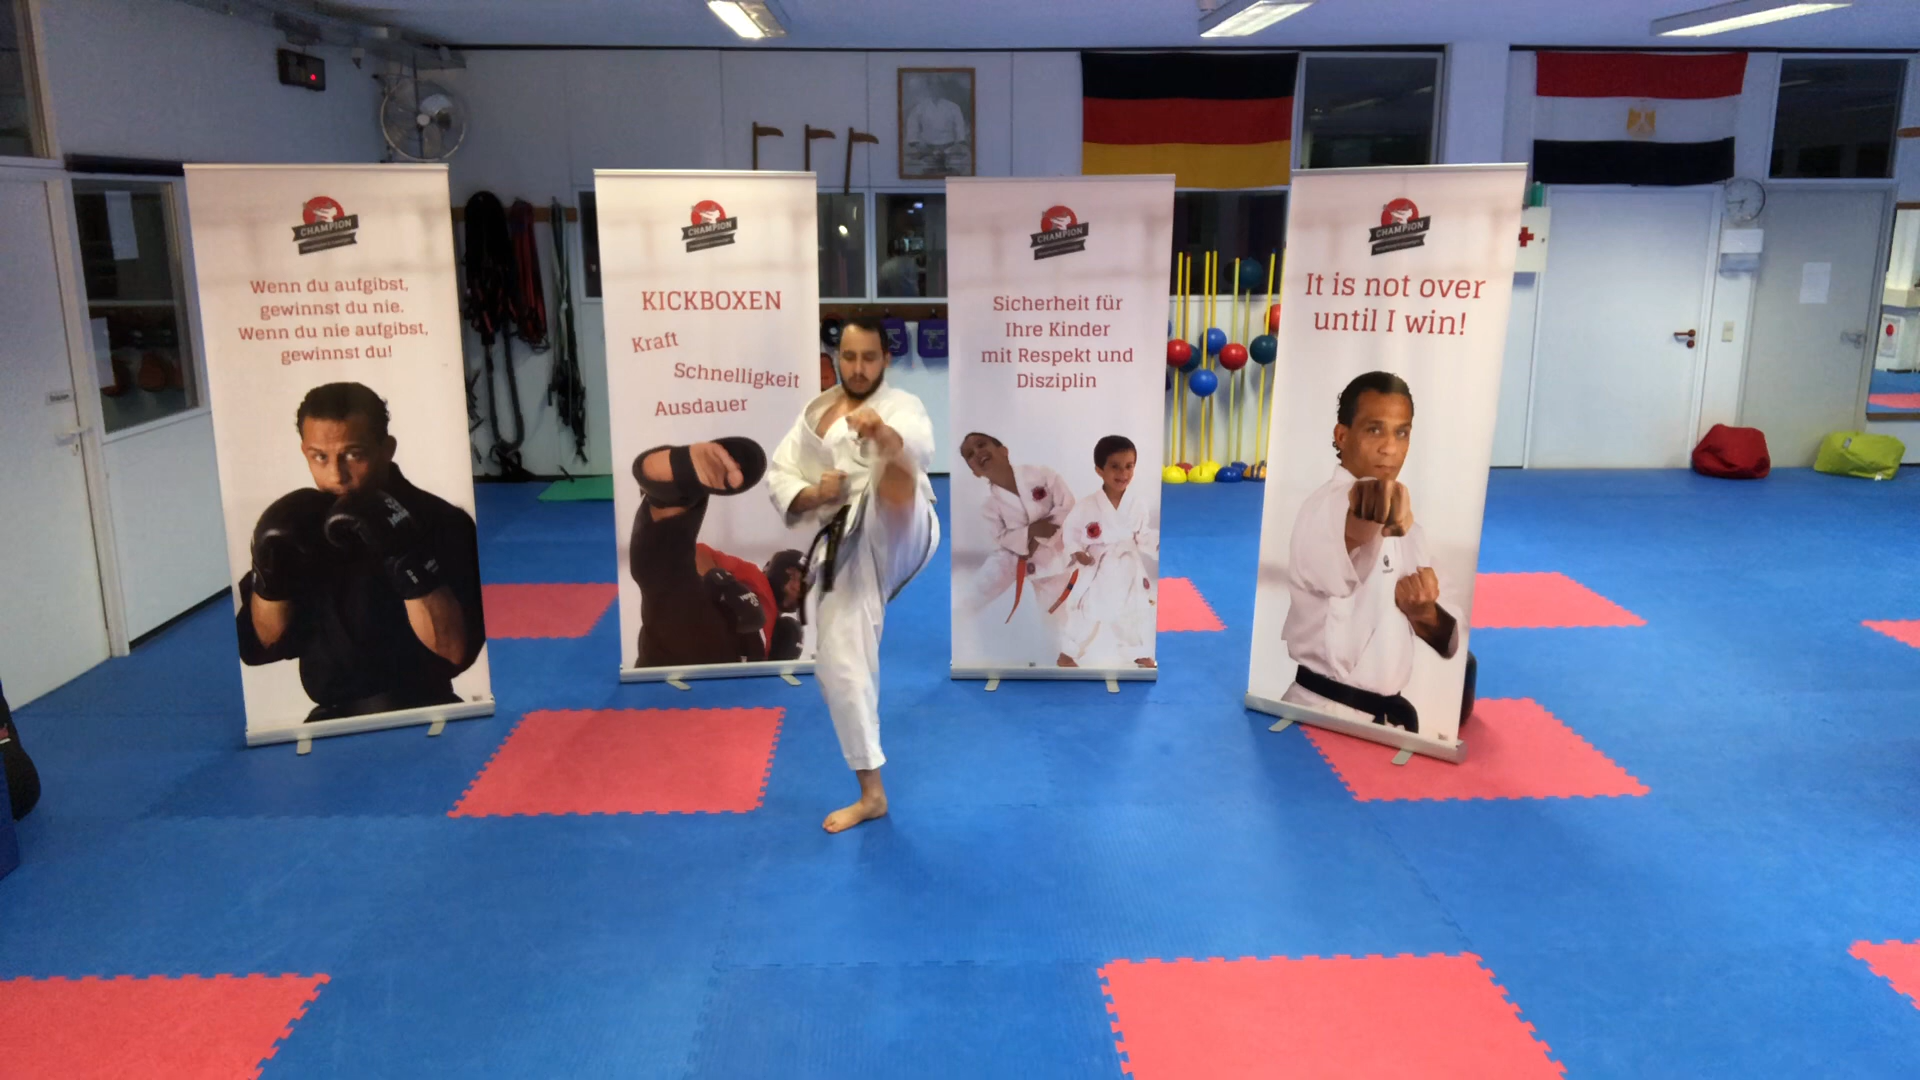 CHAMPION
Wenn du aufgibst,
gewinnst du nie.
Wenn du nie aufgibst,
gewinnst du!
CHAMPION
KICKBOXEN
Kraft
Schnelligkeit
Ausdauer
CHAMPION
Sicherheit für
Ihre Kinder
mit Respekt und
Disziplin
CHAMPION
It is not over
until I win!